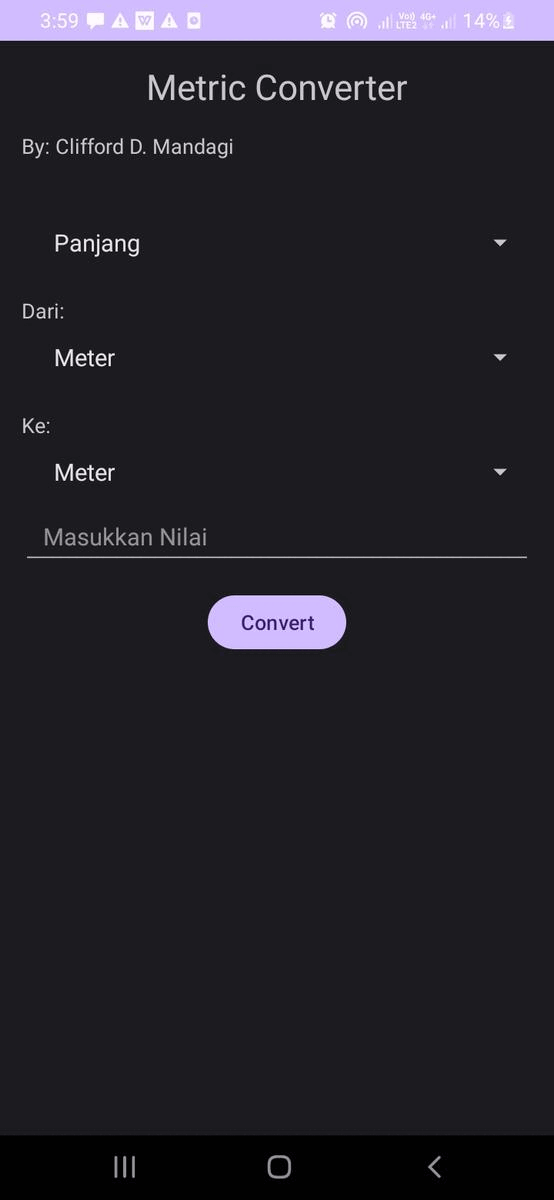 3:59 Vo)) LTE2 4G+ 14%
Metric Converter
By: Clifford D. Mandagi
Panjang
Dari:
Meter
Ke:
Meter
Masukkan Nilai
Convert